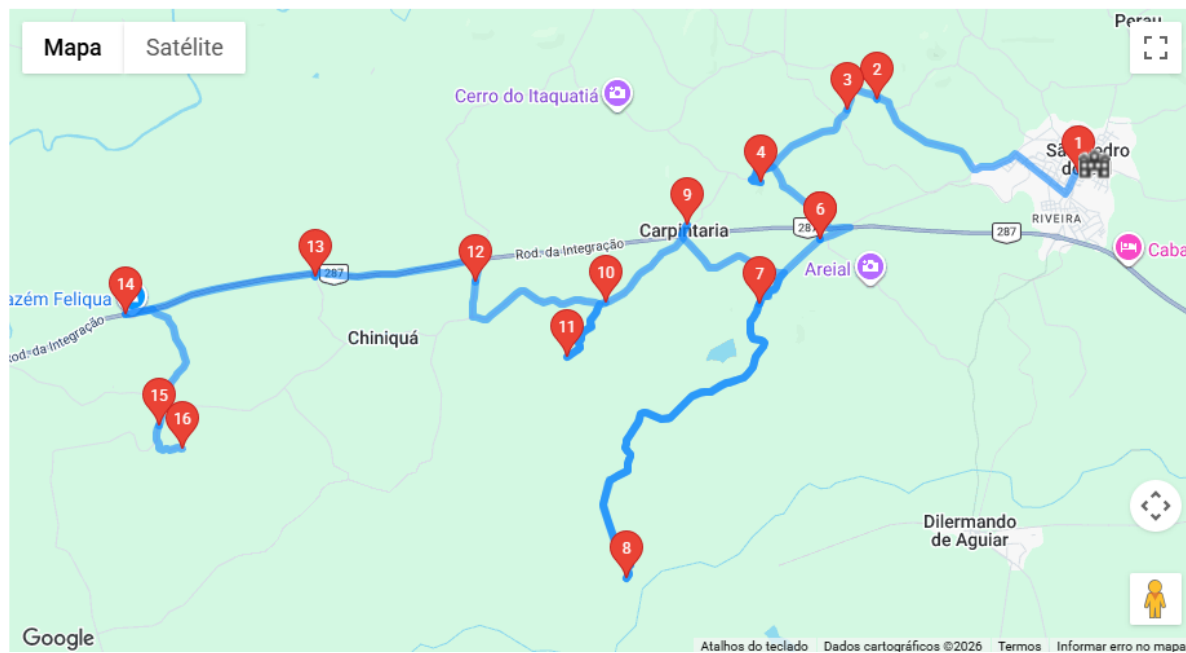 Mapa
Satélite
Perau
Cerro do Itaquatiá
3
2
1
São Pedro
4
RIVEIRA
9
6
Carpintaria
287
287
Caba
Rod. da Integração
12
13
287
Areial
7
10
14
azém Feliqua
11
Rod. da Integração
Chiniquá
15
16
Dilermando
de Aguiar
8
Google
Atalhos do teclado
Dados cartográficos ©2026
Termos
Informar erro no mapa